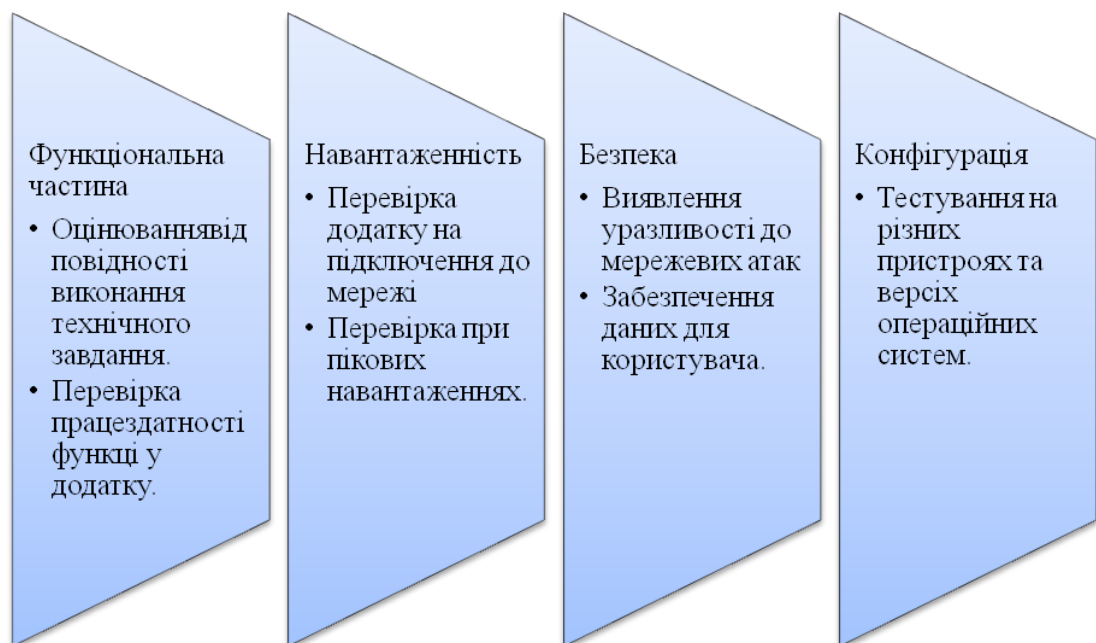 Функціональна
частина
• Оцінюваннявід
повідності
виконання
технічного
завдання.
• Перевірка
працездатності
функці у
додатку.
Навантаженність
• Перевірка
додатку на
підключення до
мережі
• Перевірка при
пікових
навантаженнях.
Безпека
• Виявлення
уразливості до
мережевих атак
• Забезпечення
даних для
користувача.
Конфігурація
• Тестування на
різних
пристроях та
версіх
операційних
систем.